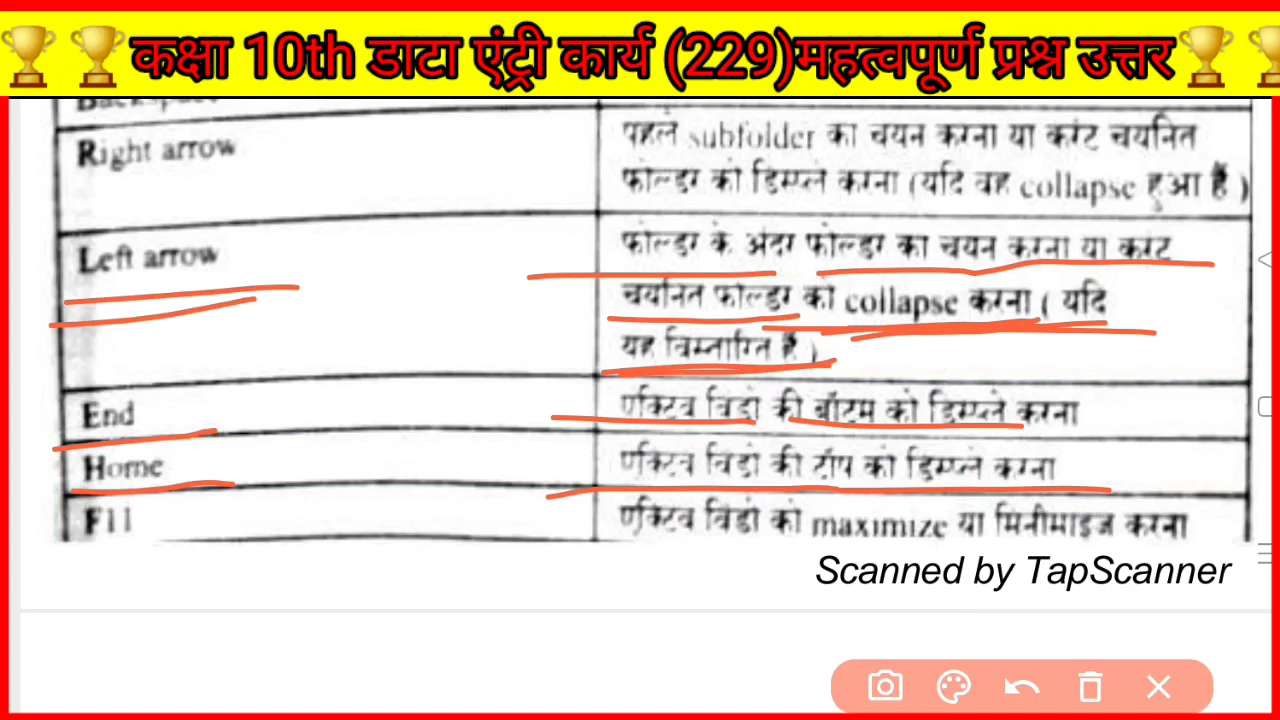 कक्षा 10th डाटा एंट्री कार्य (229)महत्वपूर्ण प्रश्न उत्तर
Right arrow
पहले subfolder का चयन करना या करंट चयनित
फोल्डर को डिस्प्ले करना (यदि वह collapse हुआ है )
Left arrow
फोल्डर के अंदर फोल्डर का चयन करना या करंट
चयनित फोल्डर को collapse करना ( यदि
यह विस्तारित है )
End
एक्टिव विंडो की बॉटम को डिस्प्ले करना
Home
एक्टिव विंडो की टॉप को डिस्प्ले करना
F11
एक्टिव विंडो को maximize या मिनीमाइज करना
Scanned by TapScanner